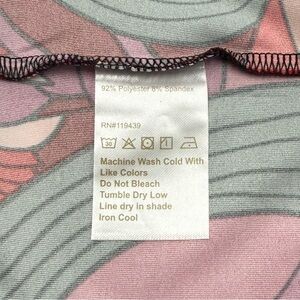 92% Polyester 8% Spandex
RN#119439
30
Machine Wash Cold With
Like Colors
Do Not Bleach
Tumble Dry Low
Line dry in shade
Iron Cool